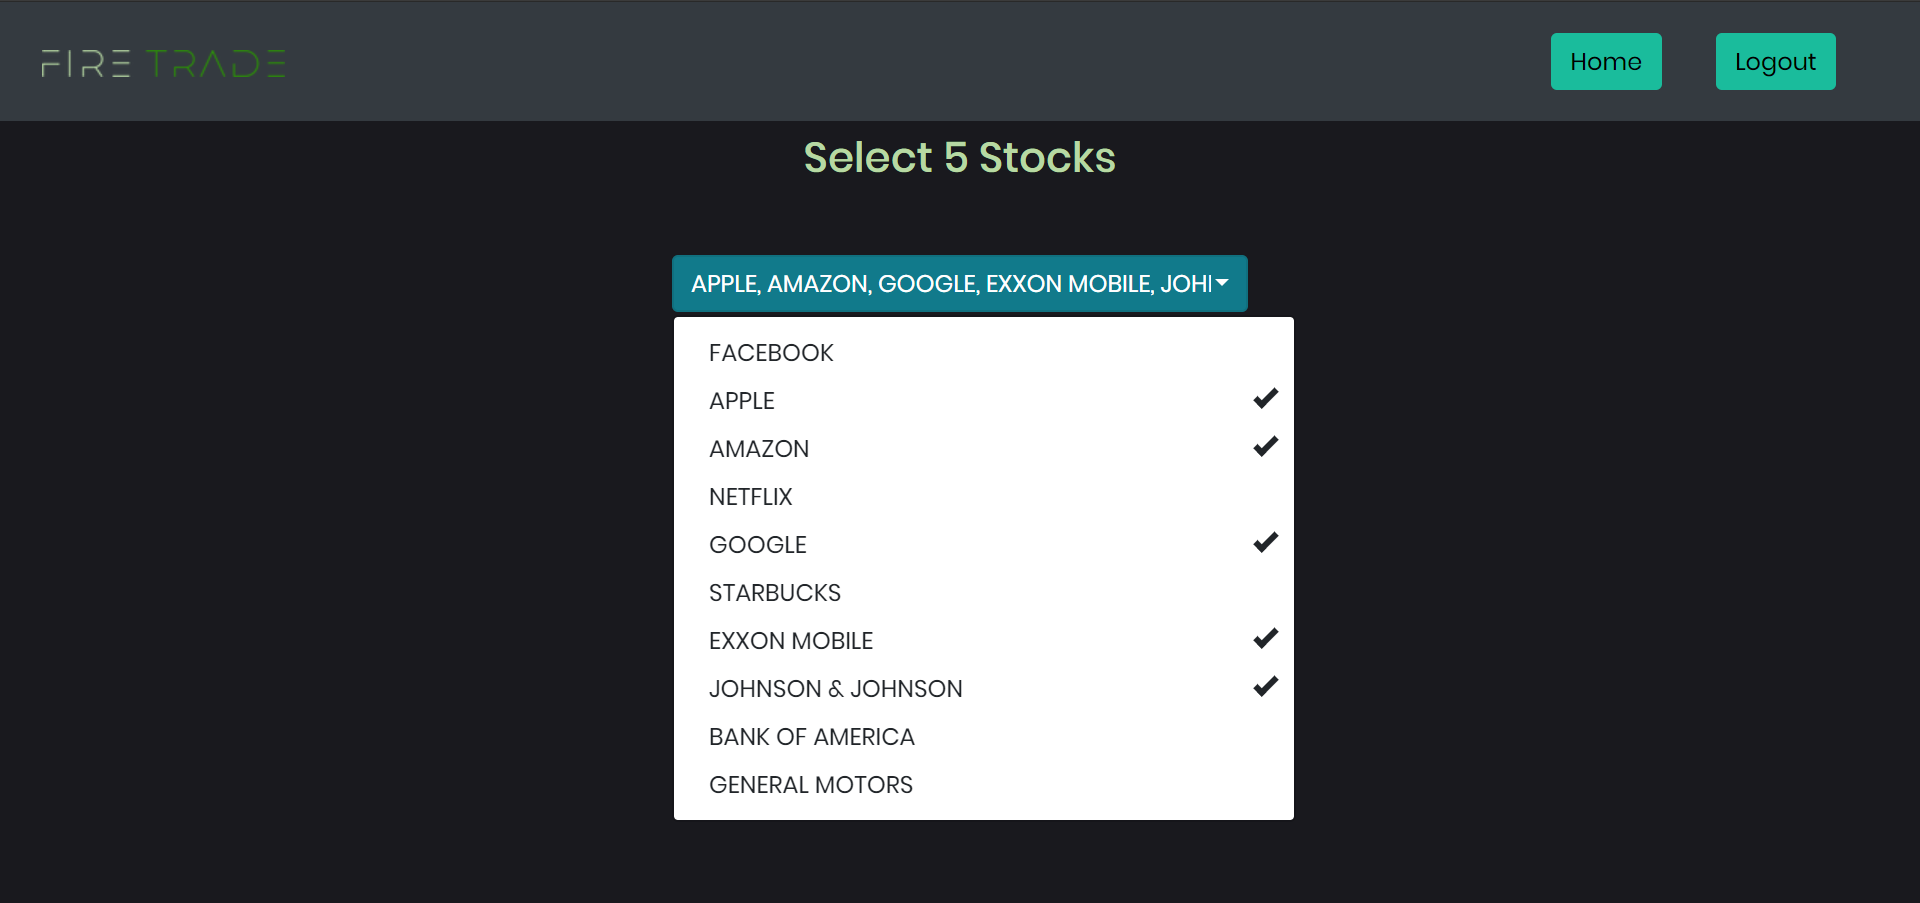 FIRE TRADE
Home
Logout
Select 5 Stocks
APPLE, AMAZON, GOOGLE, EXXON MOBILE, JOH
FACEBOOK
APPLE
AMAZON
NETFLIX
GOOGLE
STARBUCKS
EXXON MOBILE
JOHNSON & JOHNSON
BANK OF AMERICA
GENERAL MOTORS